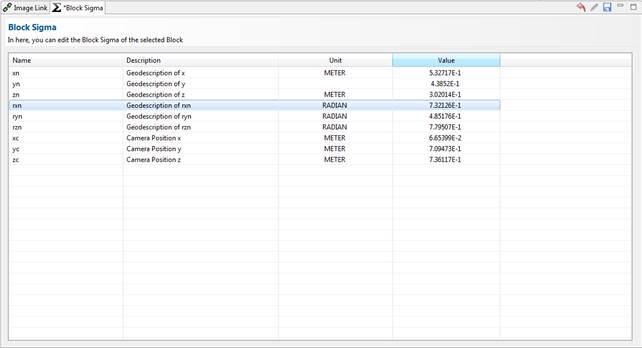 Image Link *Block Sigma
Block Sigma
In here, you can edit the Block Sigma of the selected Block
Name Description Unit Value
xn Geodescription of x METER 5.32717E-1
yn Geodescription of y 4.3852E-1
zn Geodescription of z METER 3.02014E-1
rxn Geodescription of rxn RADIAN 7.32126E-1
ryn Geodescription of ryn RADIAN 4.85176E-1
rzn Geodescription of rzn RADIAN 7.79507E-1
xc Camera Position x METER 6.65399E-2
yc Camera Position y METER 7.09473E-1
zc Camera Position z METER 7.36117E-1